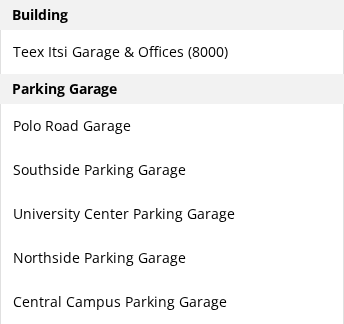 Building
Teex Itsi Garage & Offices (8000)
Parking Garage
Polo Road Garage
Southside Parking Garage
University Center Parking Garage
Northside Parking Garage
Central Campus Parking Garage